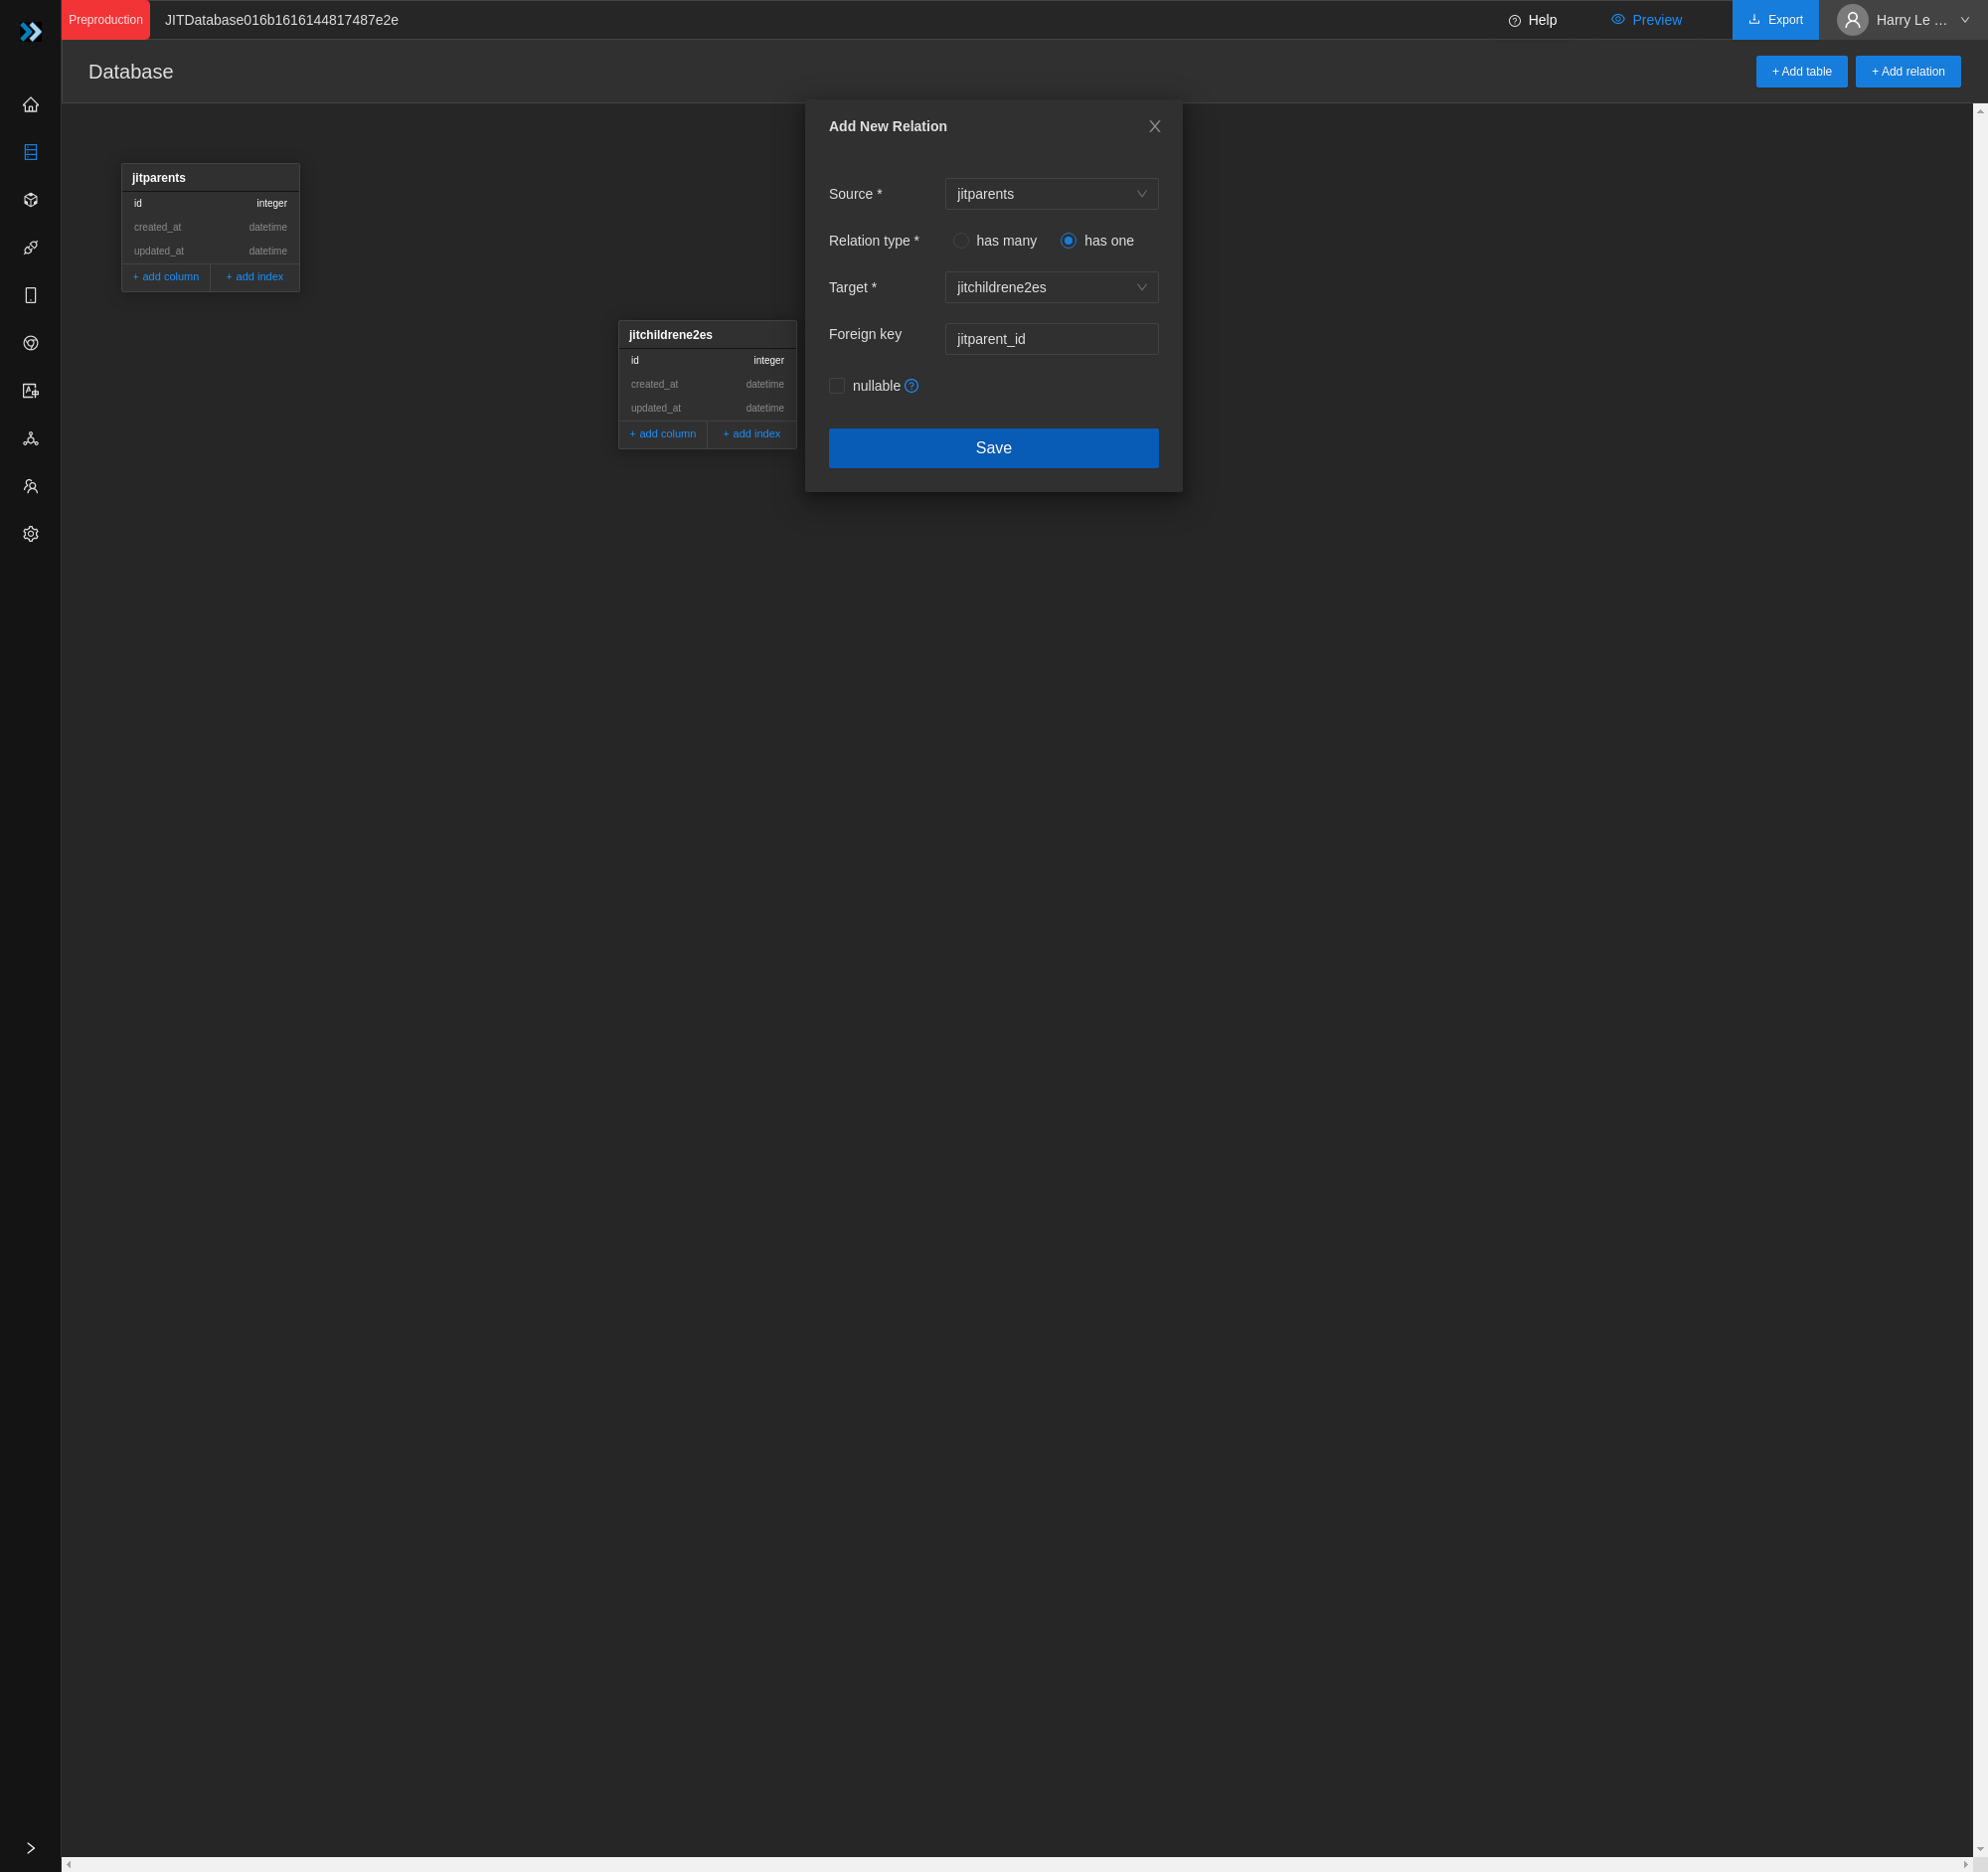 Preproduction JITDatabase016b1616144817487e2e Help Preview Export Harry Le ...
Database + Add table + Add relation
jitparents
id integer
created_at datetime
updated_at datetime
+ add column + add index
jitchildrene2es
id integer
created_at datetime
updated_at datetime
+ add column + add index
Add New Relation
Source * jitparents
Relation type * has many has one
Target * jitchildrene2es
Foreign key jitparent_id
nullable
Save